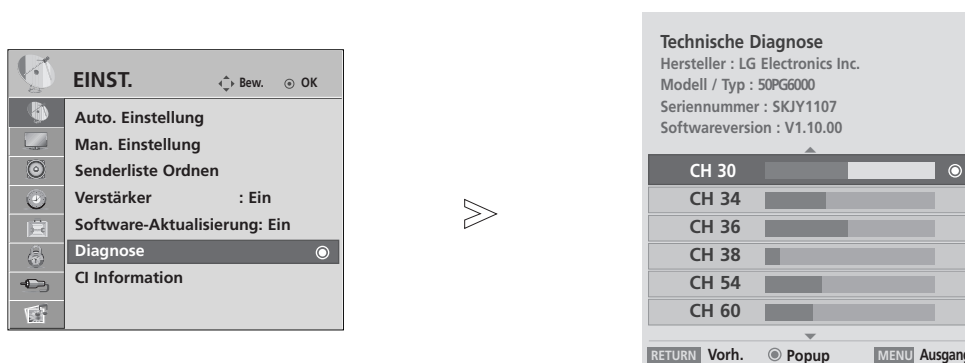 EINST.
Bew. OK
Auto. Einstellung
Man. Einstellung
Senderliste Ordnen
Verstärker : Ein
Software-Aktualisierung: Ein
Diagnose
CI Information
Technische Diagnose
Hersteller : LG Electronics Inc.
Modell / Typ : 50PG6000
Seriennummer : SKJY1107
Softwareversion : V1.10.00
CH 30
CH 34
CH 36
CH 38
CH 54
CH 60
RETURN Vorh. Popup MENU Ausgang